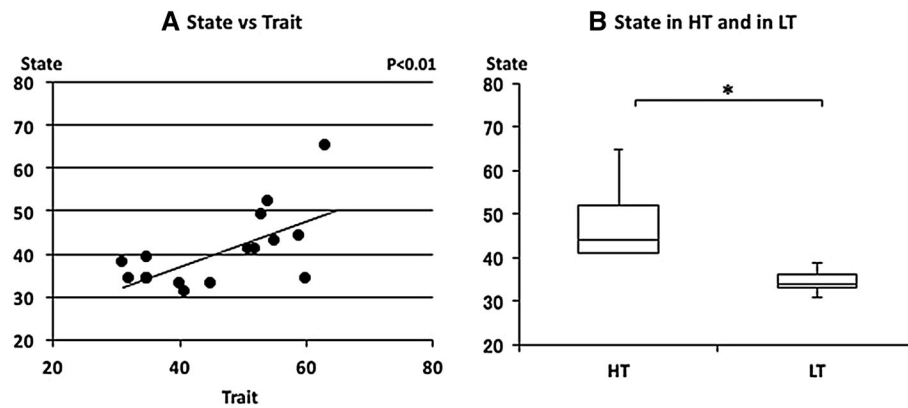 A State vs Trait
State
P<0.01
80
70
60
50
40
30
20
20 40 60 80
Trait
B State in HT and in LT
State
80
70
60
50
40
30
20
*
HT LT